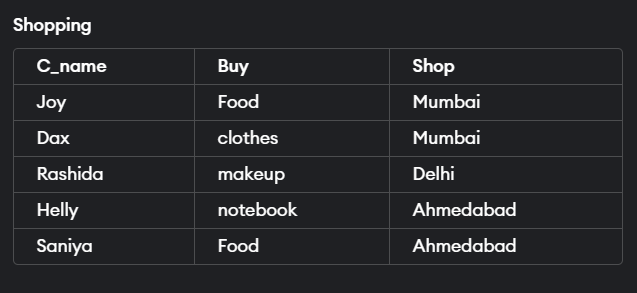 Shopping
C_name Buy Shop
Joy Food Mumbai
Dax clothes Mumbai
Rashida makeup Delhi
Helly notebook Ahmedabad
Saniya Food Ahmedabad